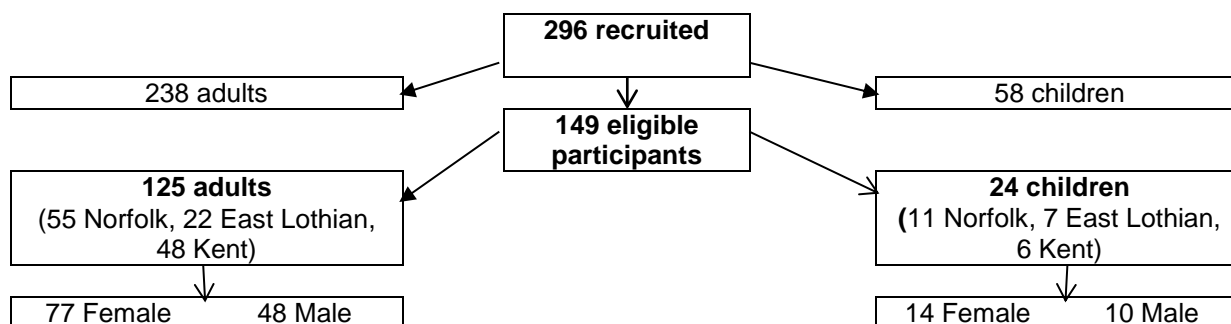 296 recruited
238 adults
58 children
149 eligible
participants
125 adults
(55 Norfolk, 22 East Lothian,
48 Kent)
24 children
(11 Norfolk, 7 East Lothian,
6 Kent)
77 Female 48 Male
14 Female 10 Male